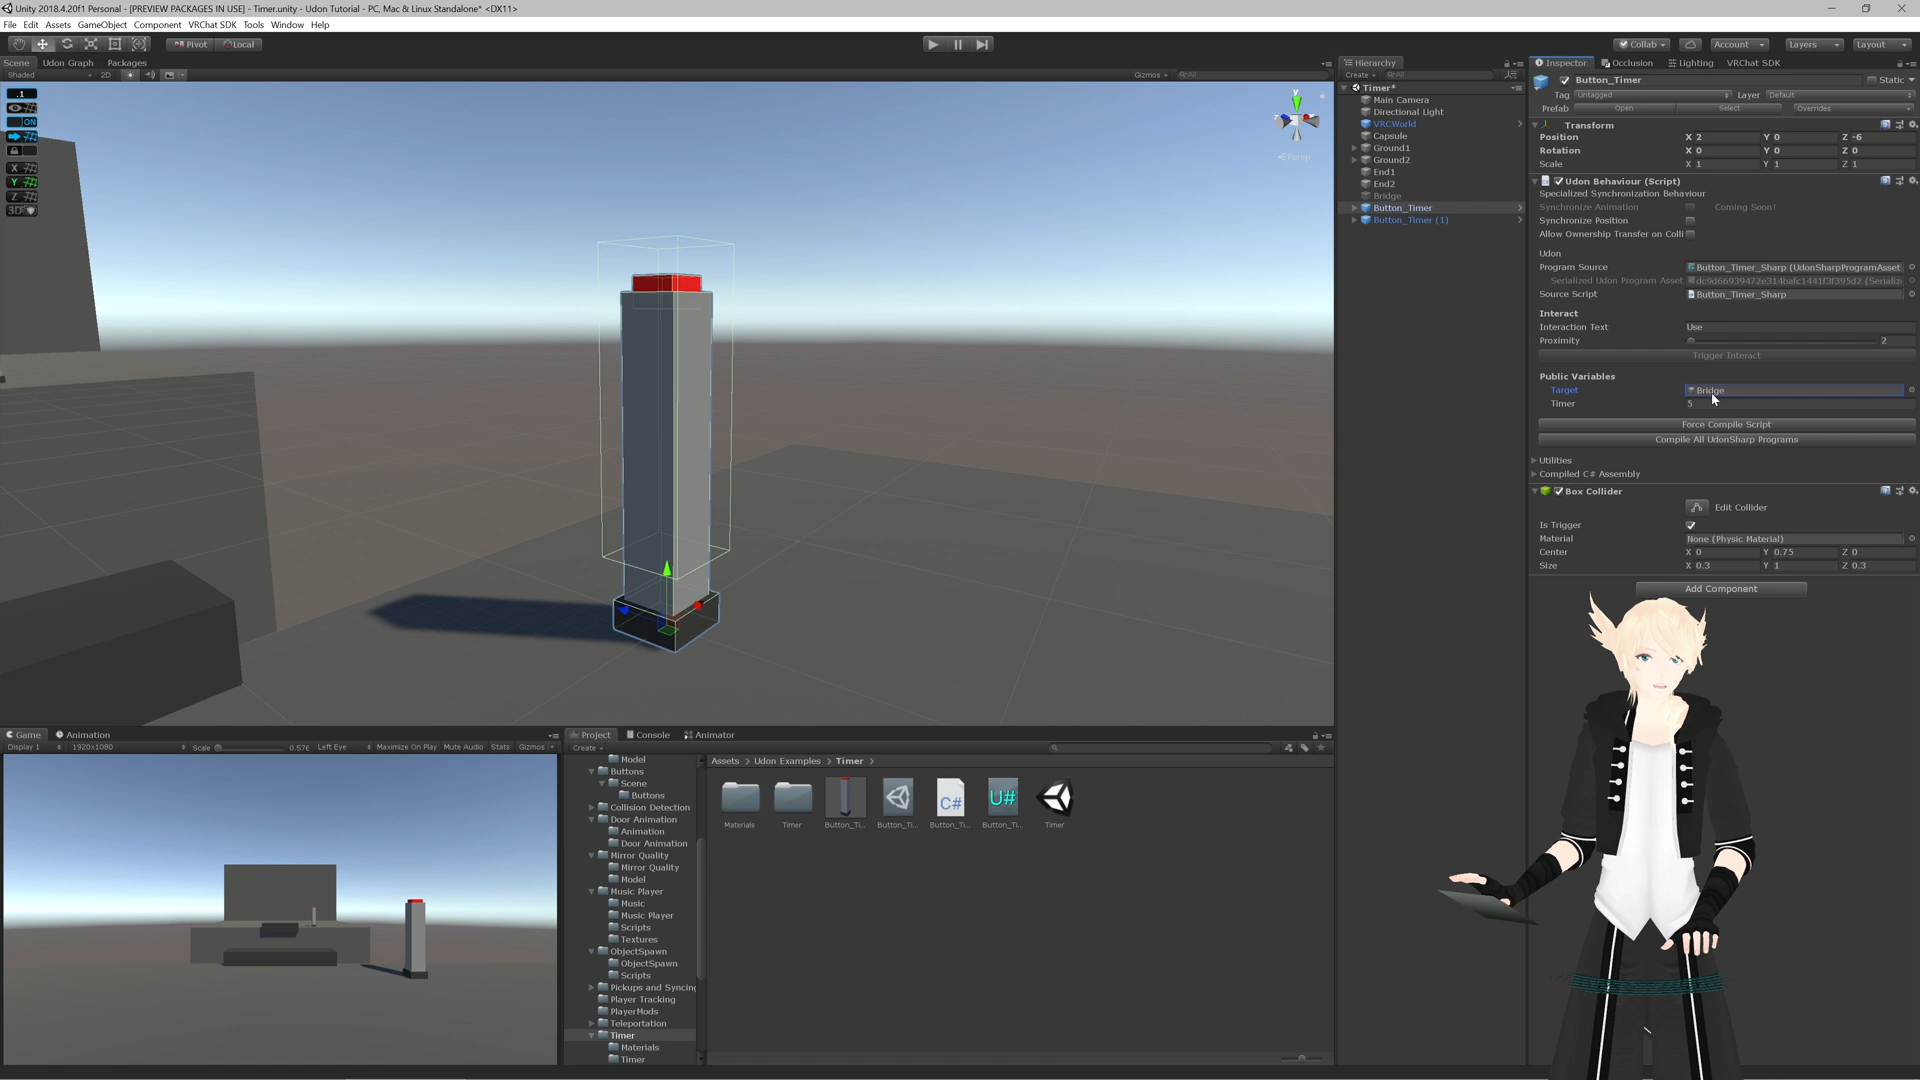 Unity 2018.4.20f1 Personal - [PREVIEW PACKAGES IN USE] - Timer.unity - Udon Tutorial - PC, Mac & Linux Standalone* <DX11>
File Edit Assets GameObject Component VRChat SDK Tools Window Help
Pivot Local Collab Account Layers Layout
Scene Udon Graph Packages
Shaded 2D Gizmos All
.1
ON
X
Y
Z
3D
y
Persp
Hierarchy
Create All
Timer*
Main Camera
Directional Light
VRCWorld
Capsule
Ground1
Ground2
End1
End2
Bridge
Button_Timer
Button_Timer (1)
Inspector Occlusion Lighting VRChat SDK
Button_Timer Static
Tag Untagged Layer Default
Prefab Open Select Overrides
Transform
Position X 2 Y 0 Z -6
Rotation X 0 Y 0 Z 0
Scale X 1 Y 1 Z 1
Udon Behaviour (Script)
Specialized Synchronization Behaviour
Synchronize Animation Coming Soon!
Synchronize Position
Allow Ownership Transfer on Colli
Udon
Program Source Button_Timer_Sharp (UdonSharpProgramAsset
Serialized Udon Program Asset
Source Script Button_Timer_Sharp
Interact
Interaction Text Use
Proximity 2
Trigger Interact
Public Variables
Target Bridge
Timer 5
Force Compile Script
Compile All UdonSharp Programs
Utilities
Compiled C# Assembly
Box Collider
Edit Collider
Is Trigger
Material None (Physic Material)
Center X 0 Y 0.75 Z 0
Size X 0.3 Y 1 Z 0.3
Add Component
Game Animation
Display 1 1920x1080 Scale 0.576 Left Eye Maximize On Play Mute Audio Stats Gizmos
Project Console Animator
Create
Model
Buttons
Scene
Buttons
Collision Detection
Door Animation
Animation
Door Animation
Mirror Quality
Mirror Quality
Model
Music Player
Music
Music Player
Scripts
Textures
ObjectSpawn
ObjectSpawn
Scripts
Pickups and Syncing
Player Tracking
PlayerMods
Teleportation
Timer
Materials
Timer
Assets > Udon Examples > Timer >
C# U#
Materials Timer Button_Ti... Button_Ti... Button_Ti... Button_Ti... Timer